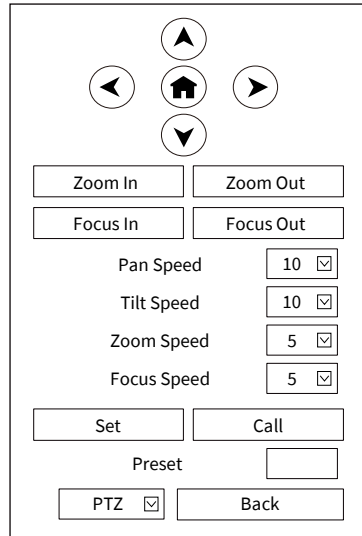 Zoom In Zoom Out
Focus In Focus Out
Pan Speed 10
Tilt Speed 10
Zoom Speed 5
Focus Speed 5
Set Call
Preset
PTZ Back